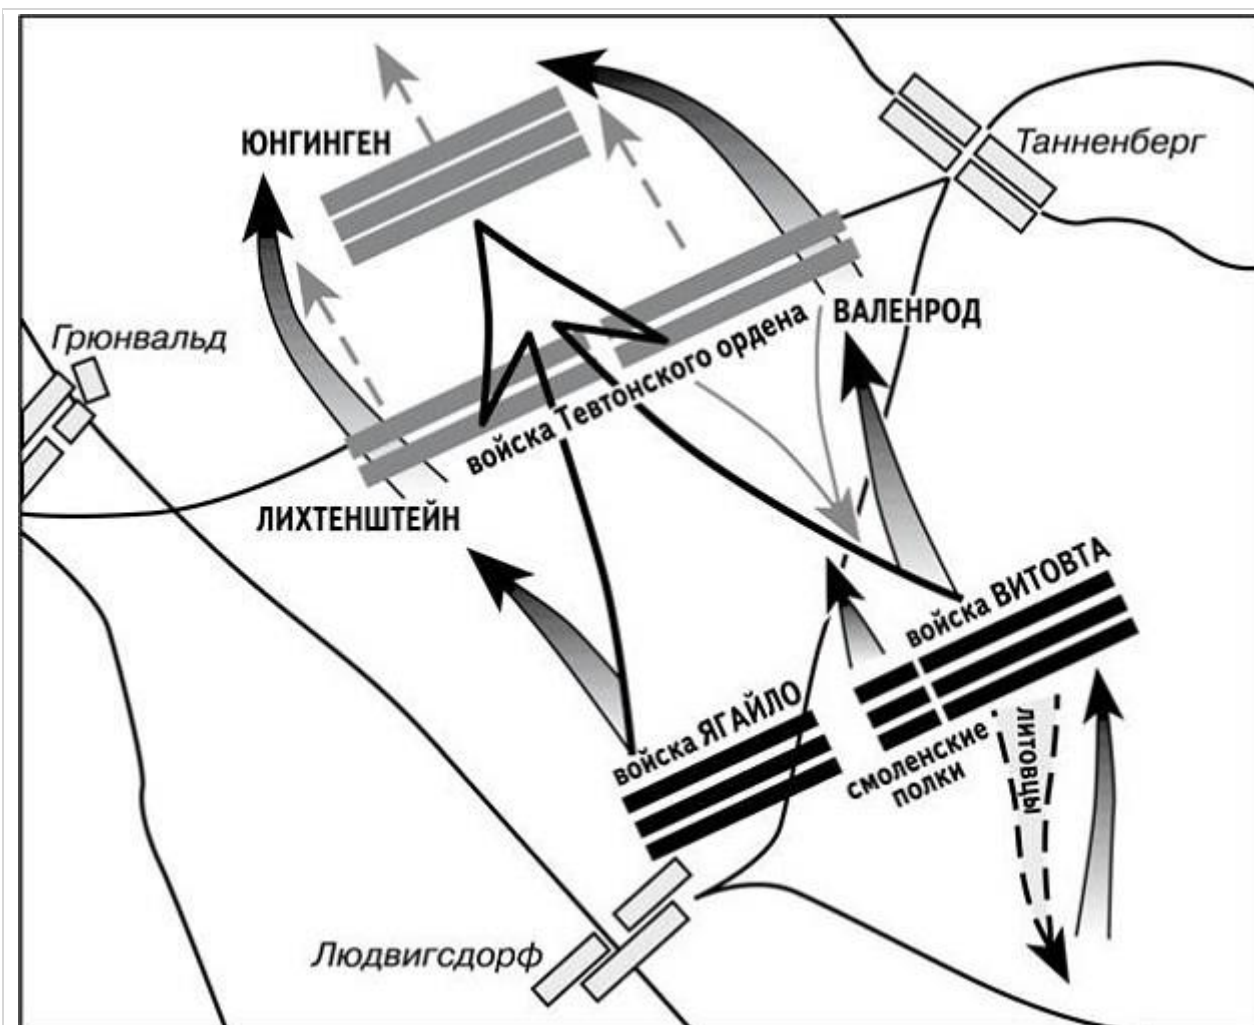 ЮНГИНГЕН
Танненберг
Грюнвальд
ВАЛЕНРОД
войска Тевтонского ордена
ЛИХТЕНШТЕЙН
войска ВИТОВТА
войска ЯГАЙЛО
смоленские
полки
литовцы
Людвигсдорф